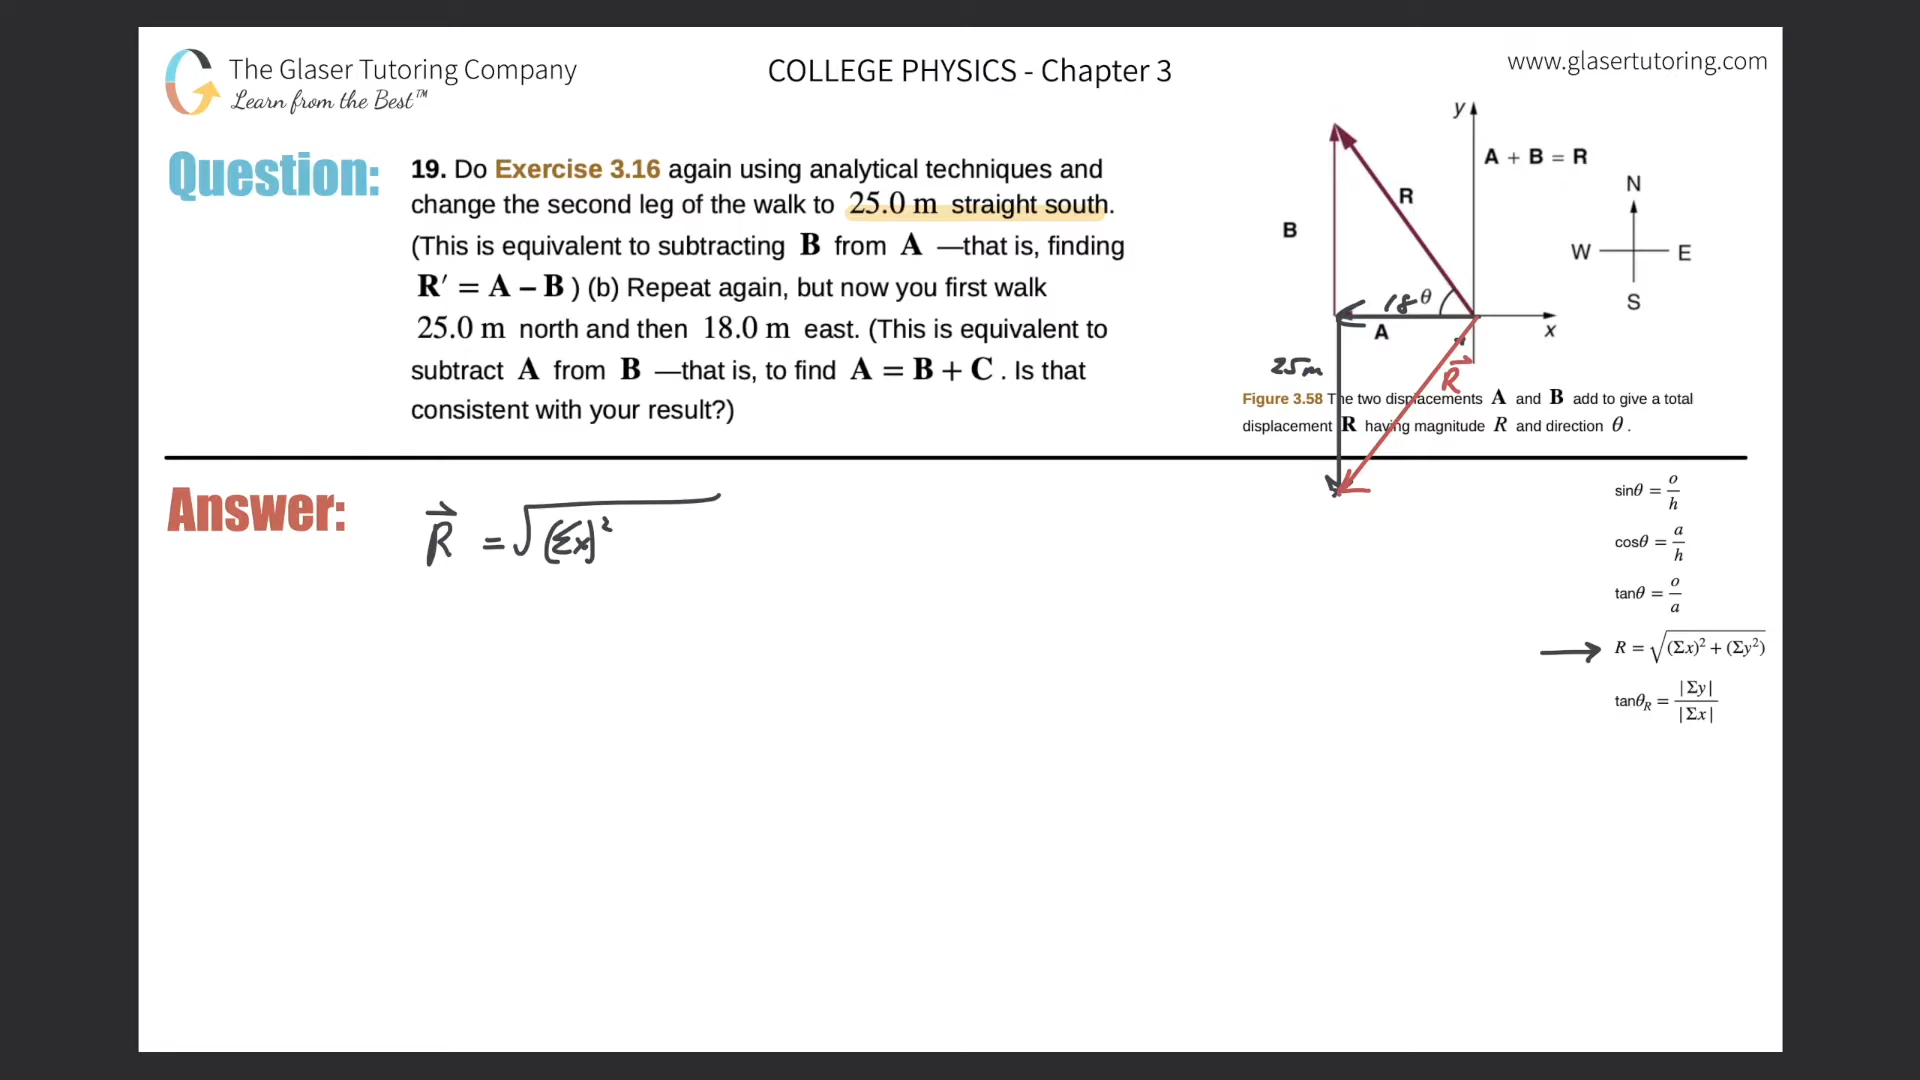 The Glaser Tutoring Company
Learn from the Best™
COLLEGE PHYSICS - Chapter 3
www.glasertutoring.com
Question:
19. Do Exercise 3.16 again using analytical techniques and
change the second leg of the walk to 25.0 m straight south.
(This is equivalent to subtracting B from A —that is, finding
R′ = A – B ) (b) Repeat again, but now you first walk
25.0 m north and then 18.0 m east. (This is equivalent to
subtract A from B —that is, to find A = B + C . Is that
consistent with your result?)
y
A + B = R
N
R
B
W E
S
18 θ
A
x
25m
R⃗
Figure 3.58 The two displacements A and B add to give a total
displacement R having magnitude R and direction θ .
Answer:
R⃗ = √(Σx)²
sinθ = o/h
cosθ = a/h
tanθ = o/a
R = √(Σx)² + (Σy²)
tanθR = |Σy|/|Σx|